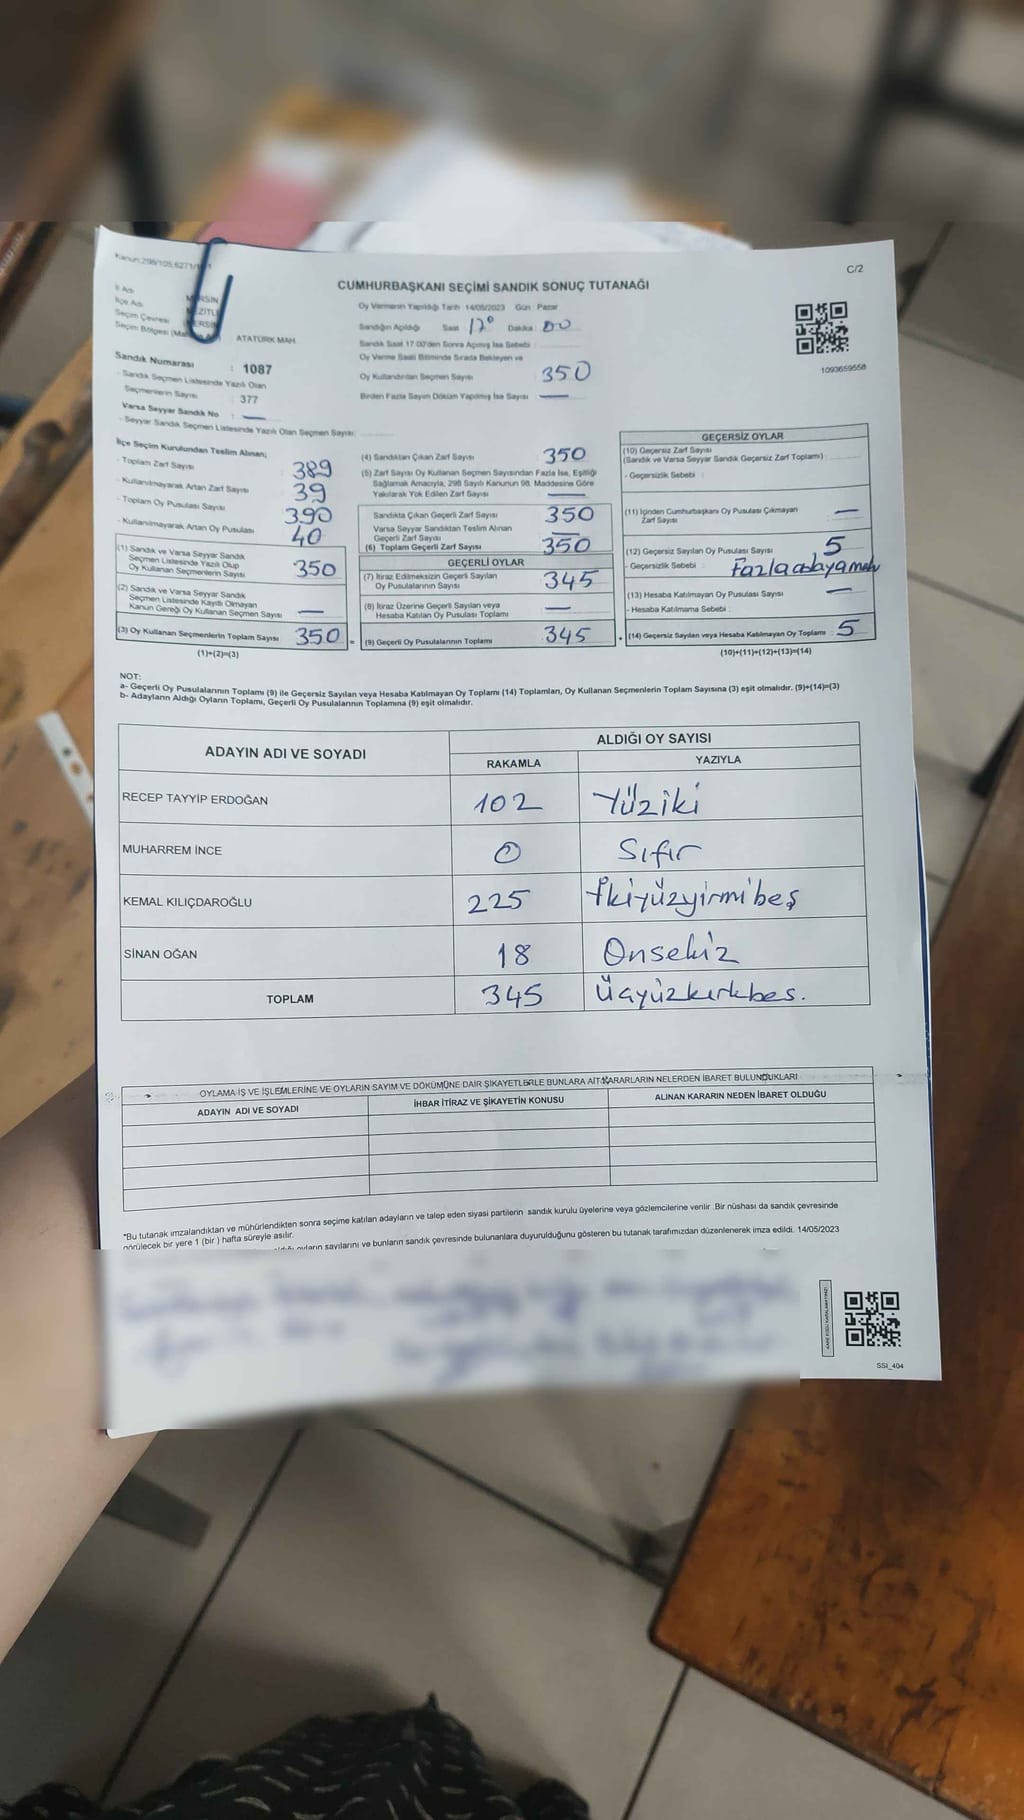 Kanun:298/105,6271/
C/2
CUMHURBAŞKANI SEÇİMİ SANDIK SONUÇ TUTANAĞI
İl Adı
İlçe Adı
Seçim Çevresi
Seçim Bölgesi
ATATÜRK MAH.
Sandık Numarası : 1087
- Sandık Seçmen Listesinde Yazılı Olan
Seçmenlerin Sayısı : 377
Varsa Seyyar Sandık No : —
- Seyyar Sandık Seçmen Listesinde Yazılı Olan Seçmen Sayısı:
Oy Vermenin Yapıldığı Tarih 14/05/2023 Gün : Pazar
Sandığın Açıldığı Saat : 17⁰ Dakika : 00
Sandık Saat 17:00'den Sonra Açılmış İse Sebebi :
Oy Verme Saati Bitiminde Sırada Bekleyen ve
Oy Kullandırılan Seçmen Sayısı : 350
Birden Fazla Sayım Döküm Yapılmış İse Sayısı : —
1093659558
İlçe Seçim Kurulundan Teslim Alınan;
- Toplam Zarf Sayısı : 389
- Kullanılmayarak Artan Zarf Sayısı : 39
- Toplam Oy Pusulası Sayısı : 390
- Kullanılmayarak Artan Oy Pusulası : 40
(1) Sandık ve Varsa Seyyar Sandık
Seçmen Listesinde Yazılı Olup
Oy Kullanan Seçmenlerin Sayısı : 350
(2) Sandık ve Varsa Seyyar Sandık
Seçmen Listesinde Kayıtlı Olmayan
Kanun Gereği Oy Kullanan Seçmen Sayısı : —
(3) Oy Kullanan Seçmenlerin Toplam Sayısı : 350 =
(1)+(2)=(3)
(4) Sandıktan Çıkan Zarf Sayısı : 350
(5) Zarf Sayısı Oy Kullanan Seçmen Sayısından Fazla İse, Eşitliği
Sağlamak Amacıyla, 298 Sayılı Kanunun 98. Maddesine Göre
Yakılarak Yok Edilen Zarf Sayısı : —
Sandıkta Çıkan Geçerli Zarf Sayısı : 350
Varsa Seyyar Sandıktan Teslim Alınan
Geçerli Zarf Sayısı : —
(6) Toplam Geçerli Zarf Sayısı : 350
GEÇERLİ OYLAR
(7) İtiraz Edilmeksizin Geçerli Sayılan
Oy Pusulalarının Sayısı : 345
(8) İtiraz Üzerine Geçerli Sayılan veya
Hesaba Katılan Oy Pusulası Toplamı : —
(9) Geçerli Oy Pusulalarının Toplamı : 345 +
GEÇERSİZ OYLAR
(10) Geçersiz Zarf Sayısı
(Sandık ve Varsa Seyyar Sandık Geçersiz Zarf Toplamı) :
- Geçersizlik Sebebi :
(11) İçinden Cumhurbaşkanı Oy Pusulası Çıkmayan
Zarf Sayısı : —
(12) Geçersiz Sayılan Oy Pusulası Sayısı : 5
- Geçersizlik Sebebi : Fazla adaya
(13) Hesaba Katılmayan Oy Pusulası Sayısı : —
- Hesaba Katılmama Sebebi :
(14) Geçersiz Sayılan veya Hesaba Katılmayan Oy Toplamı : 5
(10)+(11)+(12)+(13)=(14)
NOT:
a- Geçerli Oy Pusulalarının Toplamı (9) ile Geçersiz Sayılan veya Hesaba Katılmayan Oy Toplamı (14) Toplamları, Oy Kullanan Seçmenlerin Toplam Sayısına (3) eşit olmalıdır. (9)+(14)=(3)
b- Adayların Aldığı Oyların Toplamı, Geçerli Oy Pusulalarının Toplamına (9) eşit olmalıdır.
ADAYIN ADI VE SOYADI
ALDIĞI OY SAYISI
RAKAMLA YAZIYLA
RECEP TAYYİP ERDOĞAN 102 Yüziki
MUHARREM İNCE 0 Sıfır
KEMAL KILIÇDAROĞLU 225 İkiyüzyirmibeş
SİNAN OĞAN 18 Onsekiz
TOPLAM 345 Üçyüzkırkbes.
OYLAMA İŞ VE İŞLEMLERİNE VE OYLARIN SAYIM VE DÖKÜMÜNE DAİR ŞİKAYETLERLE BUNLARA AİT KARARLARIN NELERDEN İBARET BULUNDUKLARI
ADAYIN ADI VE SOYADI İHBAR İTİRAZ VE ŞİKAYETİN KONUSU ALINAN KARARIN NEDEN İBARET OLDUĞU
*Bu tutanak imzalandıktan ve mühürlendikten sonra seçime katılan adayların ve talep eden siyasi partilerin sandık kurulu üyelerine veya gözlemcilerine verilir. Bir nüshası da sandık çevresinde
görülecek bir yere 1 (bir ) hafta süreyle asılır.
oyların sayılarını ve bunların sandık çevresinde bulunanlara duyurulduğunu gösteren bu tutanak tarafımızdan düzenlenerek imza edildi. 14/05/2023
SSİ_404